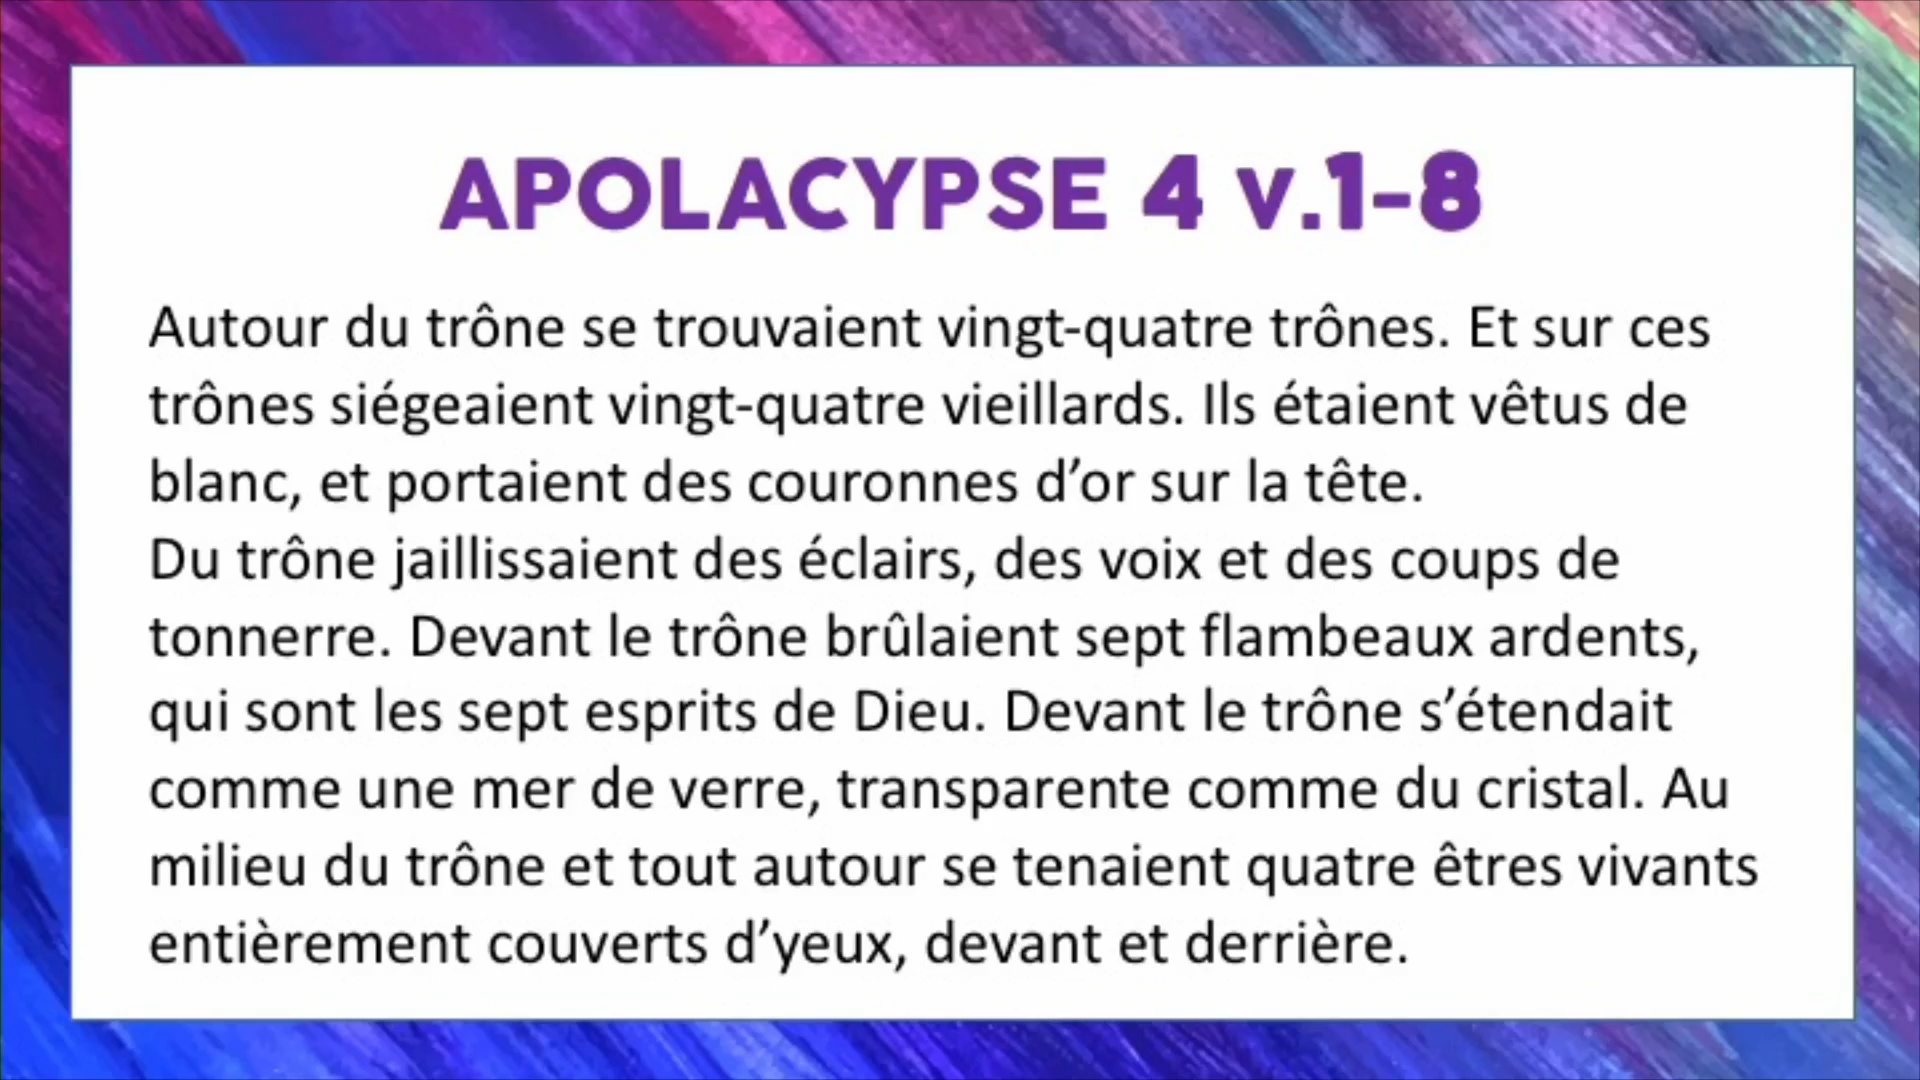 APOLACYPSE 4 v.1-8
Autour du trône se trouvaient vingt-quatre trônes. Et sur ces
trônes siégeaient vingt-quatre vieillards. Ils étaient vêtus de
blanc, et portaient des couronnes d’or sur la tête.
Du trône jaillissaient des éclairs, des voix et des coups de
tonnerre. Devant le trône brûlaient sept flambeaux ardents,
qui sont les sept esprits de Dieu. Devant le trône s’étendait
comme une mer de verre, transparente comme du cristal. Au
milieu du trône et tout autour se tenaient quatre êtres vivants
entièrement couverts d’yeux, devant et derrière.